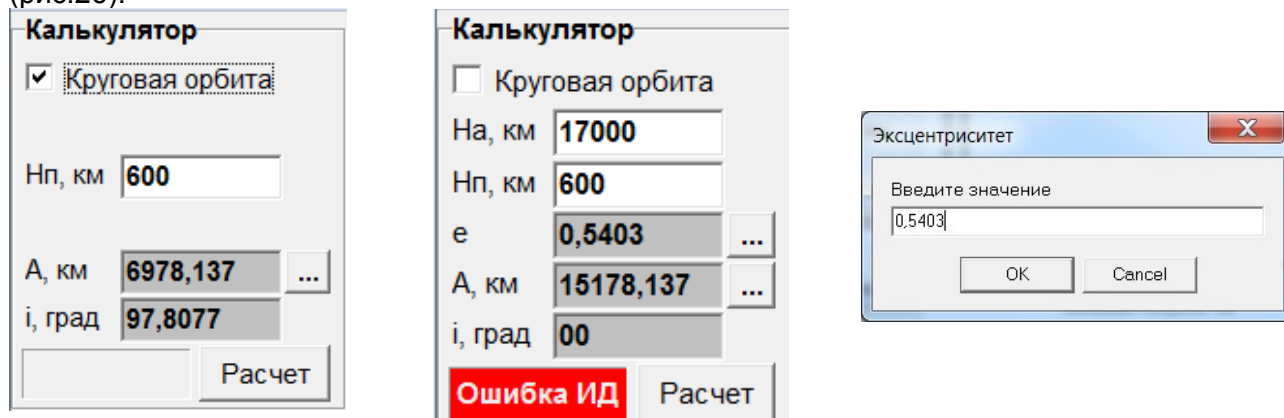 (рис.26).
Калькулятор
Круговая орбита
Нп, км 600
А, км 6978,137 ...
i, град 97,8077
Расчет
Калькулятор
Круговая орбита
На, км 17000
Нп, км 600
е 0,5403 ...
А, км 15178,137 ...
i, град 00
Ошибка ИД Расчет
Эксцентриситет
Введите значение
0,5403
OK Cancel